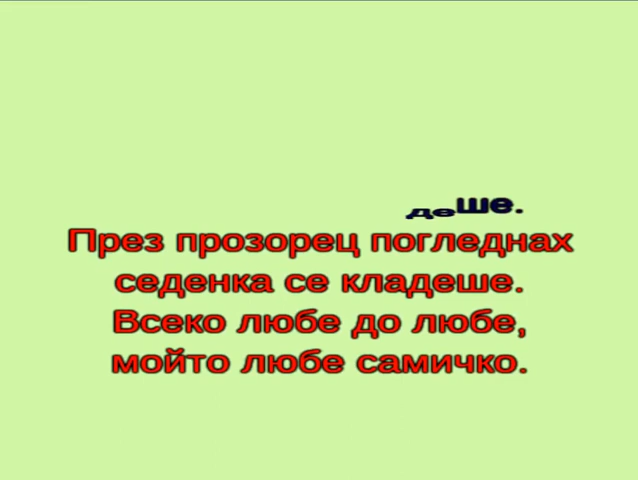 деше.
През прозорец погледнах
седенка се кладеше.
Всеко любе до любе,
мойто любе самичко.